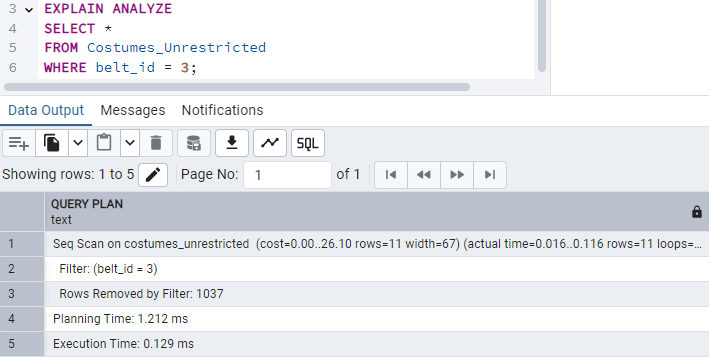 3 EXPLAIN ANALYZE
4 SELECT *
5 FROM Costumes_Unrestricted
6 WHERE belt_id = 3;
Data Output Messages Notifications
SQL
Showing rows: 1 to 5 Page No: 1 of 1
QUERY PLAN
text
1 Seq Scan on costumes_unrestricted (cost=0.00..26.10 rows=11 width=67) (actual time=0.016..0.116 rows=11 loops=...
2 Filter: (belt_id = 3)
3 Rows Removed by Filter: 1037
4 Planning Time: 1.212 ms
5 Execution Time: 0.129 ms